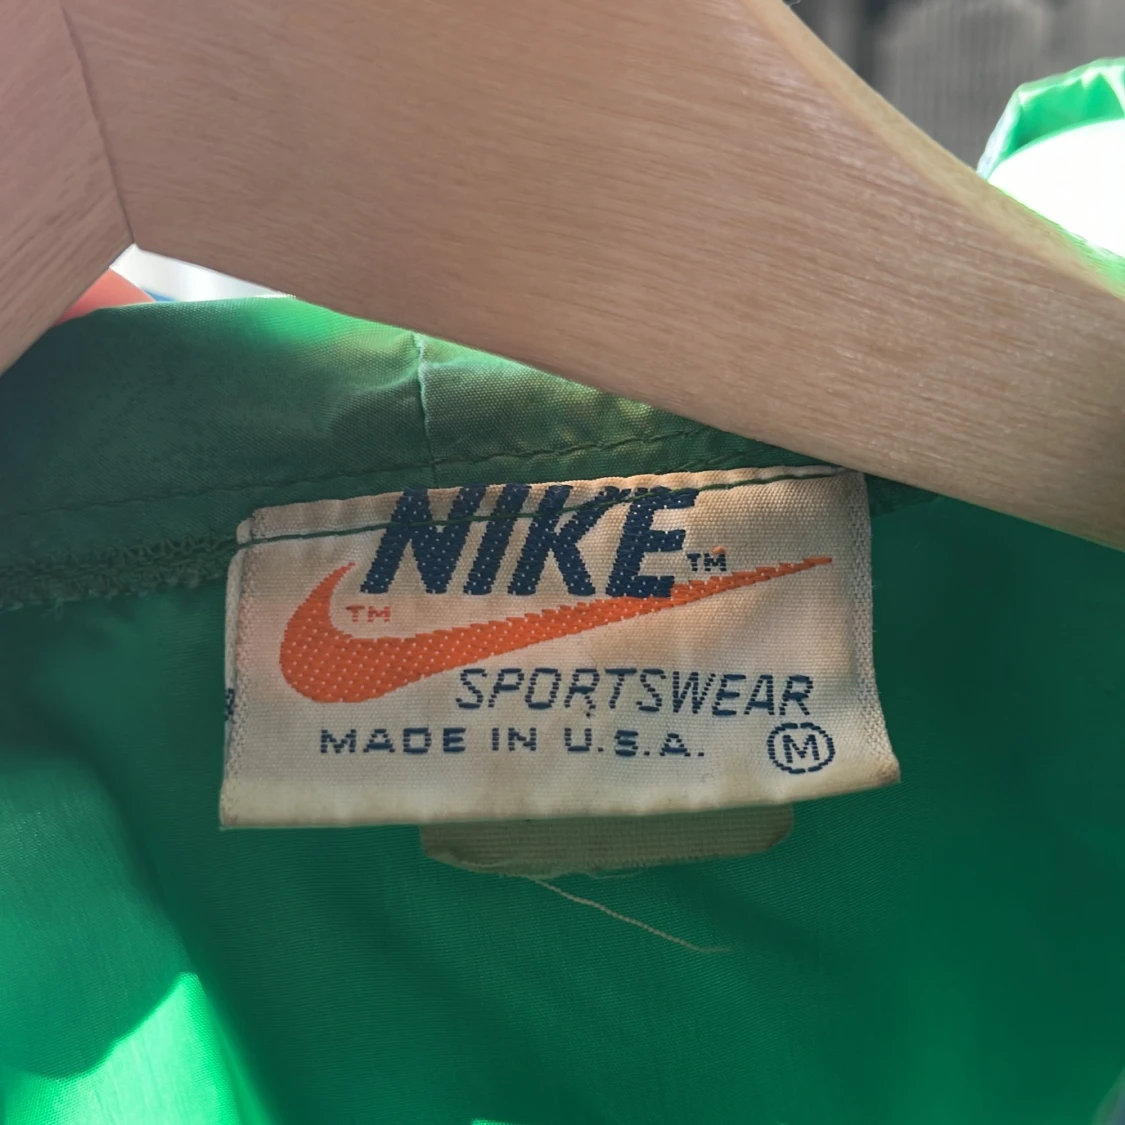 NIKE™
™
SPORTSWEAR
MADE IN U.S.A. Ⓜ